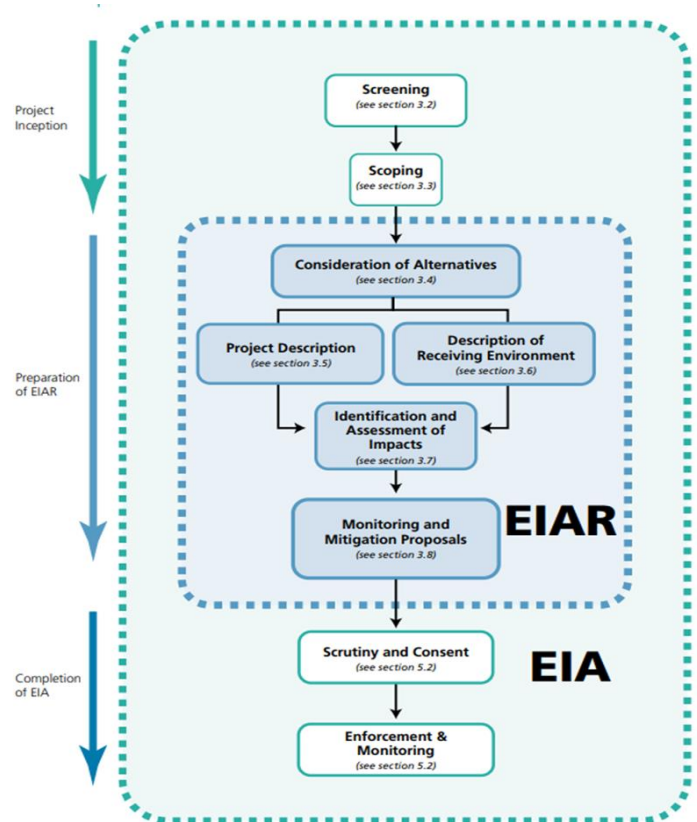 Project
Inception
Screening
(see section 3.2)
Scoping
(see section 3.3)
Preparation
of EIAR
Consideration of Alternatives
(see section 3.4)
Project Description
(see section 3.5)
Description of
Receiving Environment
(see section 3.6)
Identification and
Assessment of
Impacts
(see section 3.7)
Monitoring and
Mitigation Proposals
(see section 3.8)
EIAR
Completion
of EIA
Scrutiny and Consent
(see section 5.2)
EIA
Enforcement &
Monitoring
(see section 5.2)